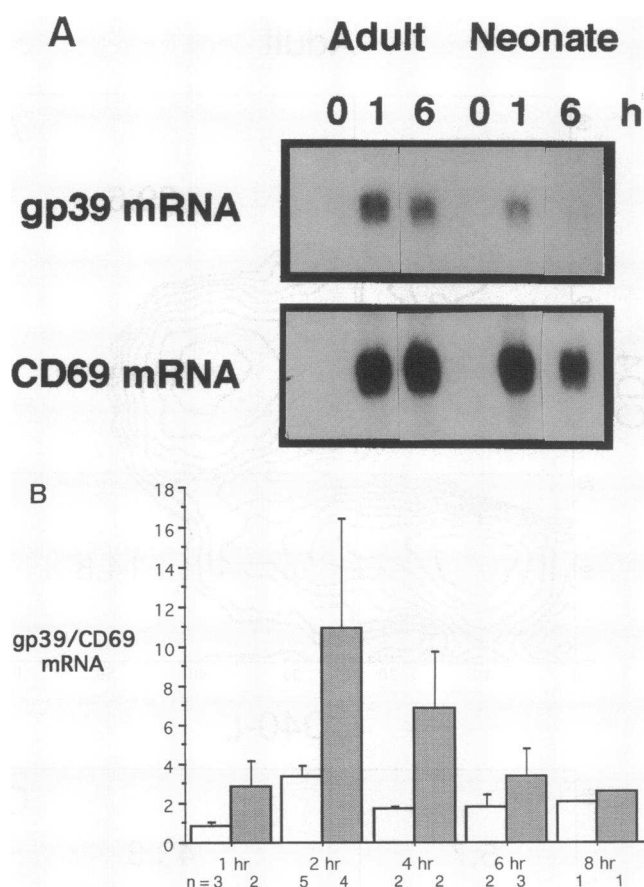 A
Adult Neonate
0 1 6 0 6 h
gp39 mRNA
CD69 mRNA
B
18
16
14
12
gp39/CD69
mRNA
10
8
6
4
2
0
1 hr 2 hr 4 hr 6 hr 8 hr
n = 3 2 5 4 2 2 2 3 1 1